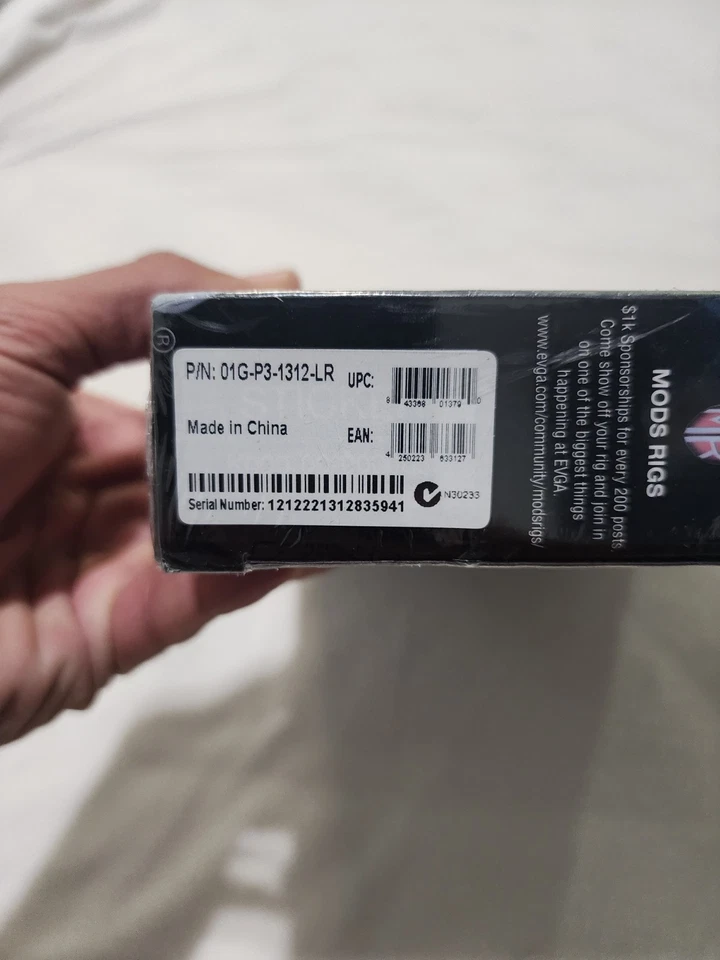 ®
P/N: 01G-P3-1312-LR
UPC:
8 43368 01379 0
Made in China
EAN:
4 250223 633127
Serial Number: 1212221312835941
N30233
MODS RIGS
$1k Sponsorships for every 200 posts
Come show off your rig and join in
on one of the biggest things
happening at EVGA.
www.evga.com/community/modsrigs/